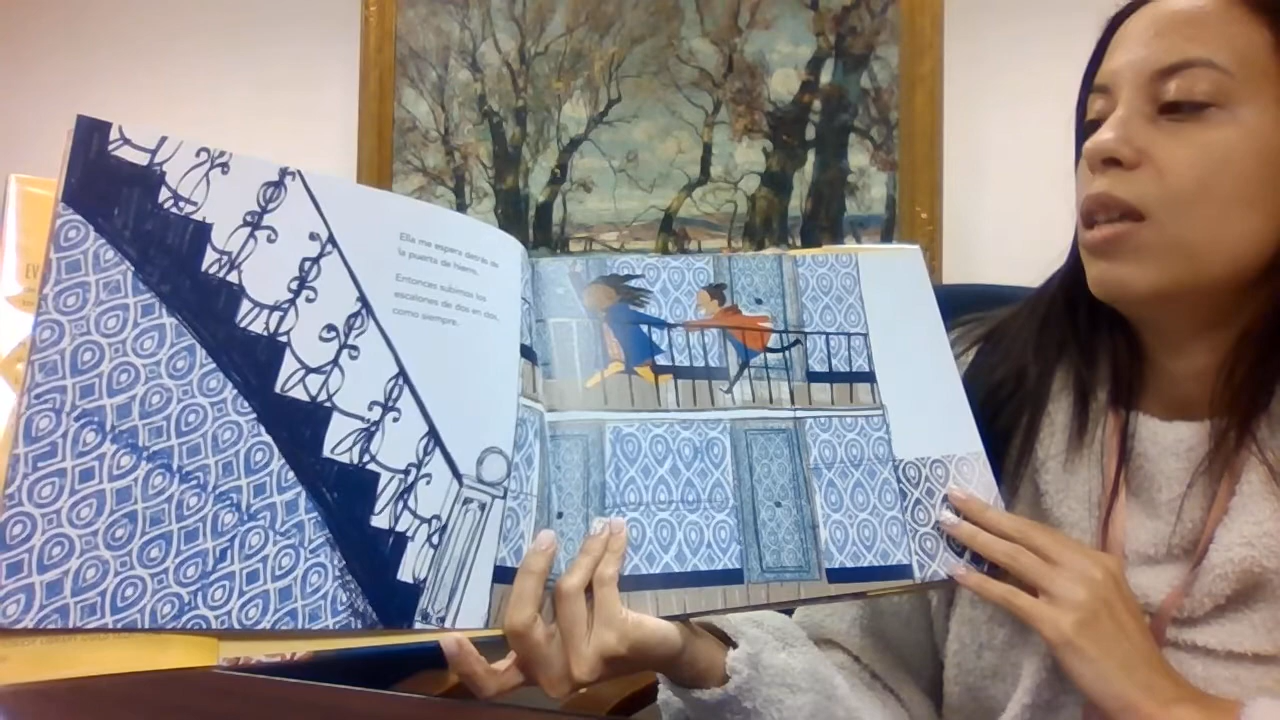 EV
Ella me espera detrás de
la puerta de hierro.
Entonces subimos los
escalones de dos en dos,
como siempre.